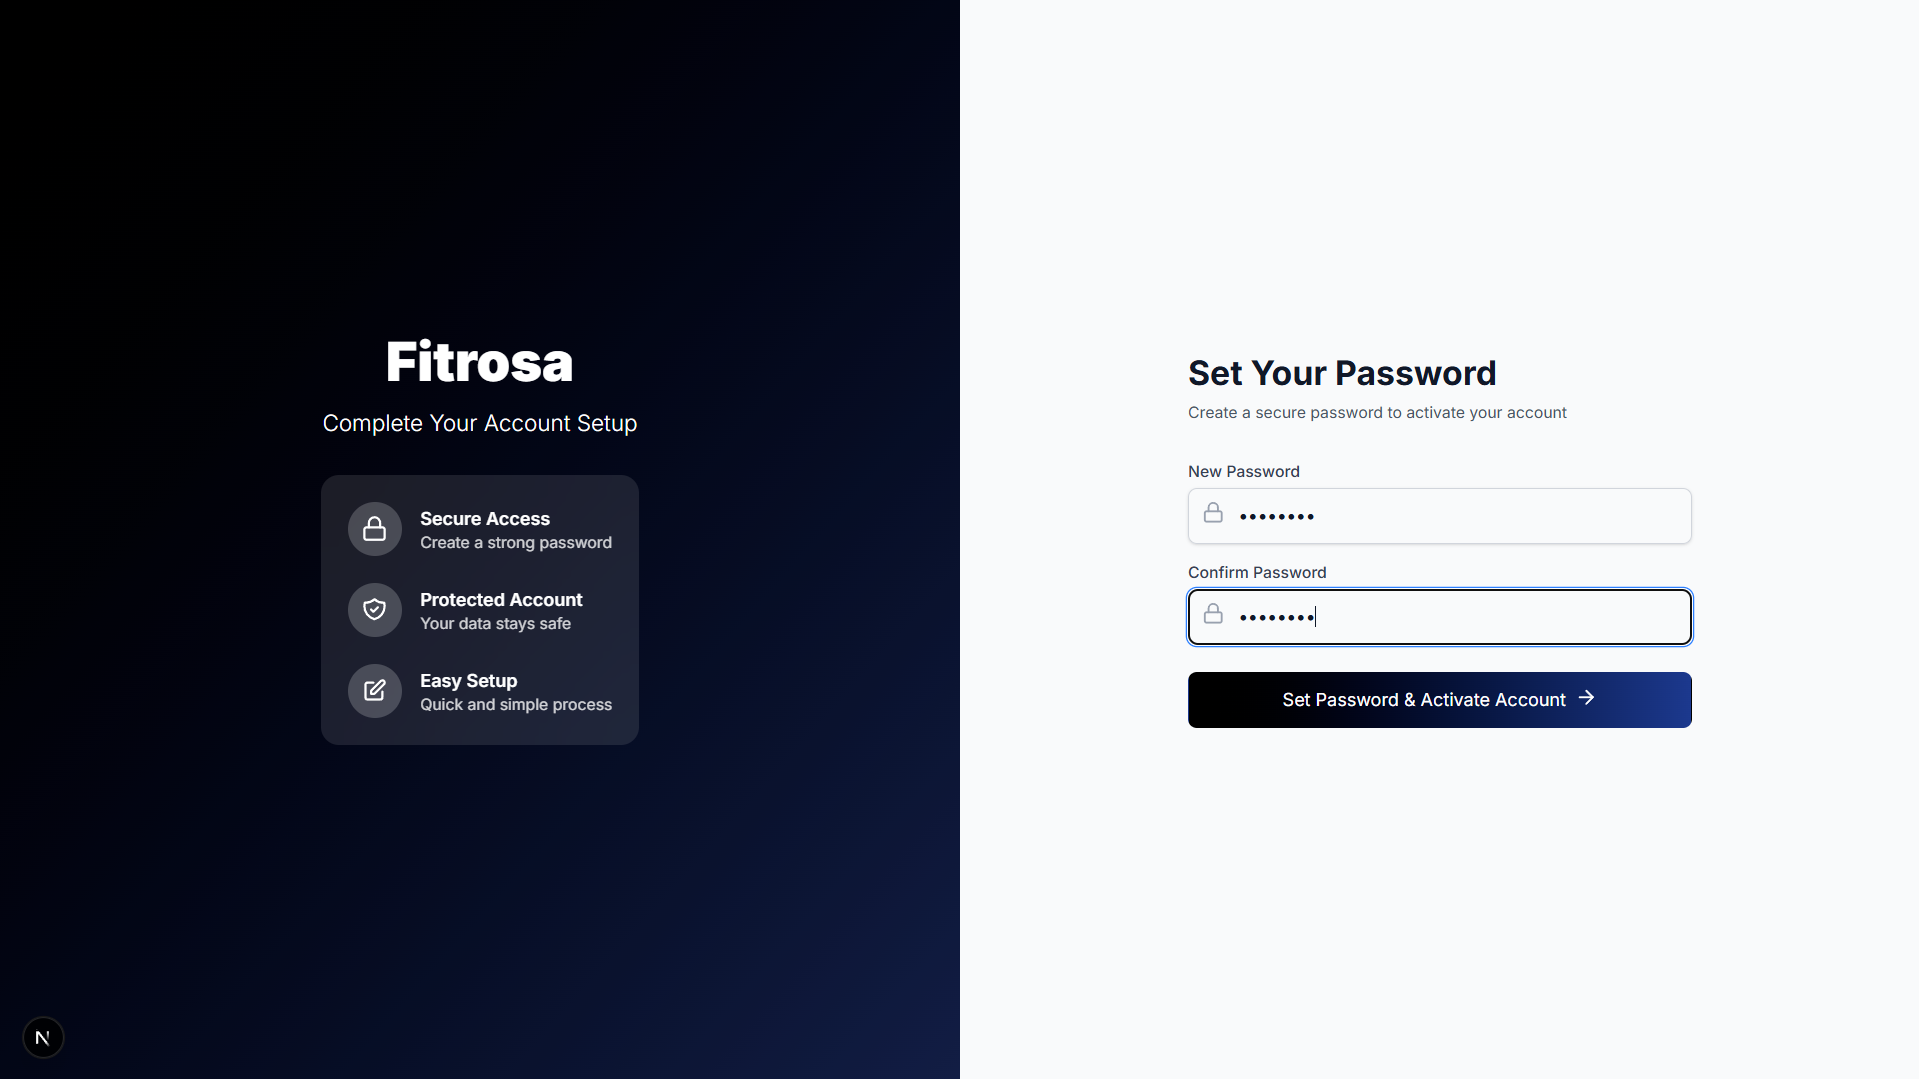 Fitrosa
Complete Your Account Setup
Secure Access
Create a strong password
Protected Account
Your data stays safe
Easy Setup
Quick and simple process
N
Set Your Password
Create a secure password to activate your account
New Password
••••••••
Confirm Password
••••••••
Set Password & Activate Account